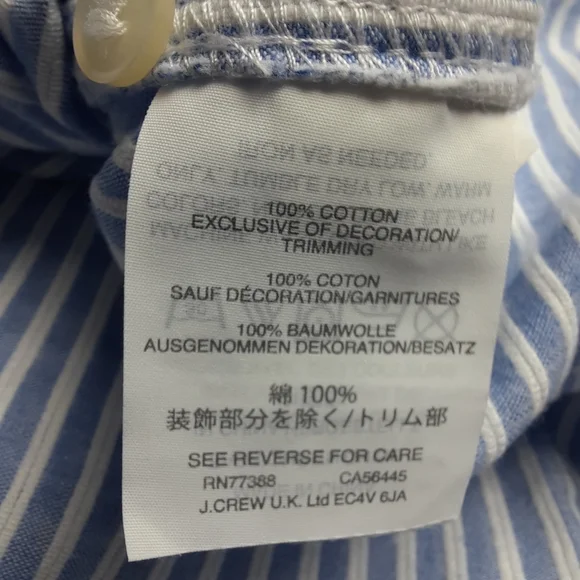 100% COTTON
EXCLUSIVE OF DECORATION/
TRIMMING
100% COTON
SAUF DÉCORATION/GARNITURES
100% BAUMWOLLE
AUSGENOMMEN DEKORATION/BESATZ
綿 100%
装飾部分を除く/トリム部
SEE REVERSE FOR CARE
RN77388 CA56445
J.CREW U.K. Ltd EC4V 6JA